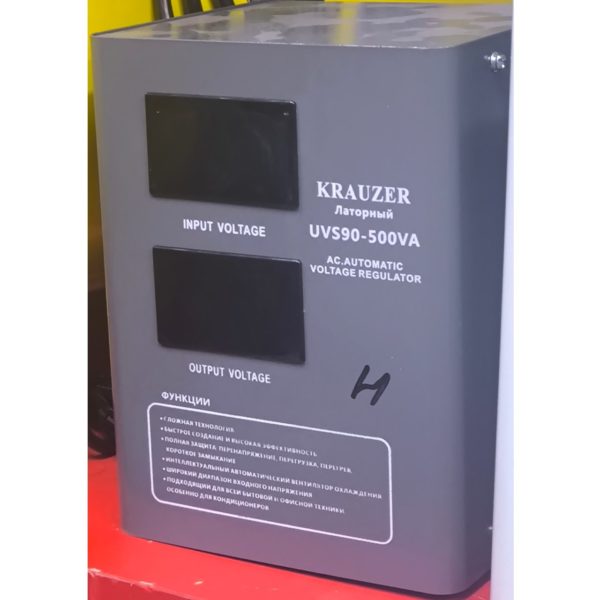 KRAUZER
Латорный
UVS90-500VA
AC.AUTOMATIC
VOLTAGE REGULATOR
INPUT VOLTAGE
OUTPUT VOLTAGE
И
ФУНКЦИИ
• СЛОЖНАЯ ТЕХНОЛОГИЯ
• БЫСТРОЕ СОЗДАНИЕ И ВЫСОКАЯ ЭФФЕКТИВНОСТЬ
• ПОЛНАЯ ЗАЩИТА: ПЕРЕНАПРЯЖЕНИЕ, ПЕРЕГРУЗКА, ПЕРЕГРЕВ,
КОРОТКОЕ ЗАМЫКАНИЕ
• ИНТЕЛЛЕКТУАЛЬНЫЙ АВТОМАТИЧЕСКИЙ ВЕНТИЛЯТОР ОХЛАЖДЕНИЯ
• ШИРОКИЙ ДИАПАЗОН ВХОДНОГО НАПРЯЖЕНИЯ
• ПОДХОДЯЩИЙ ДЛЯ ВСЕЙ БЫТОВОЙ И ОФИСНОЙ ТЕХНИКИ,
ОСОБЕННО ДЛЯ КОНДИЦИОНЕРОВ